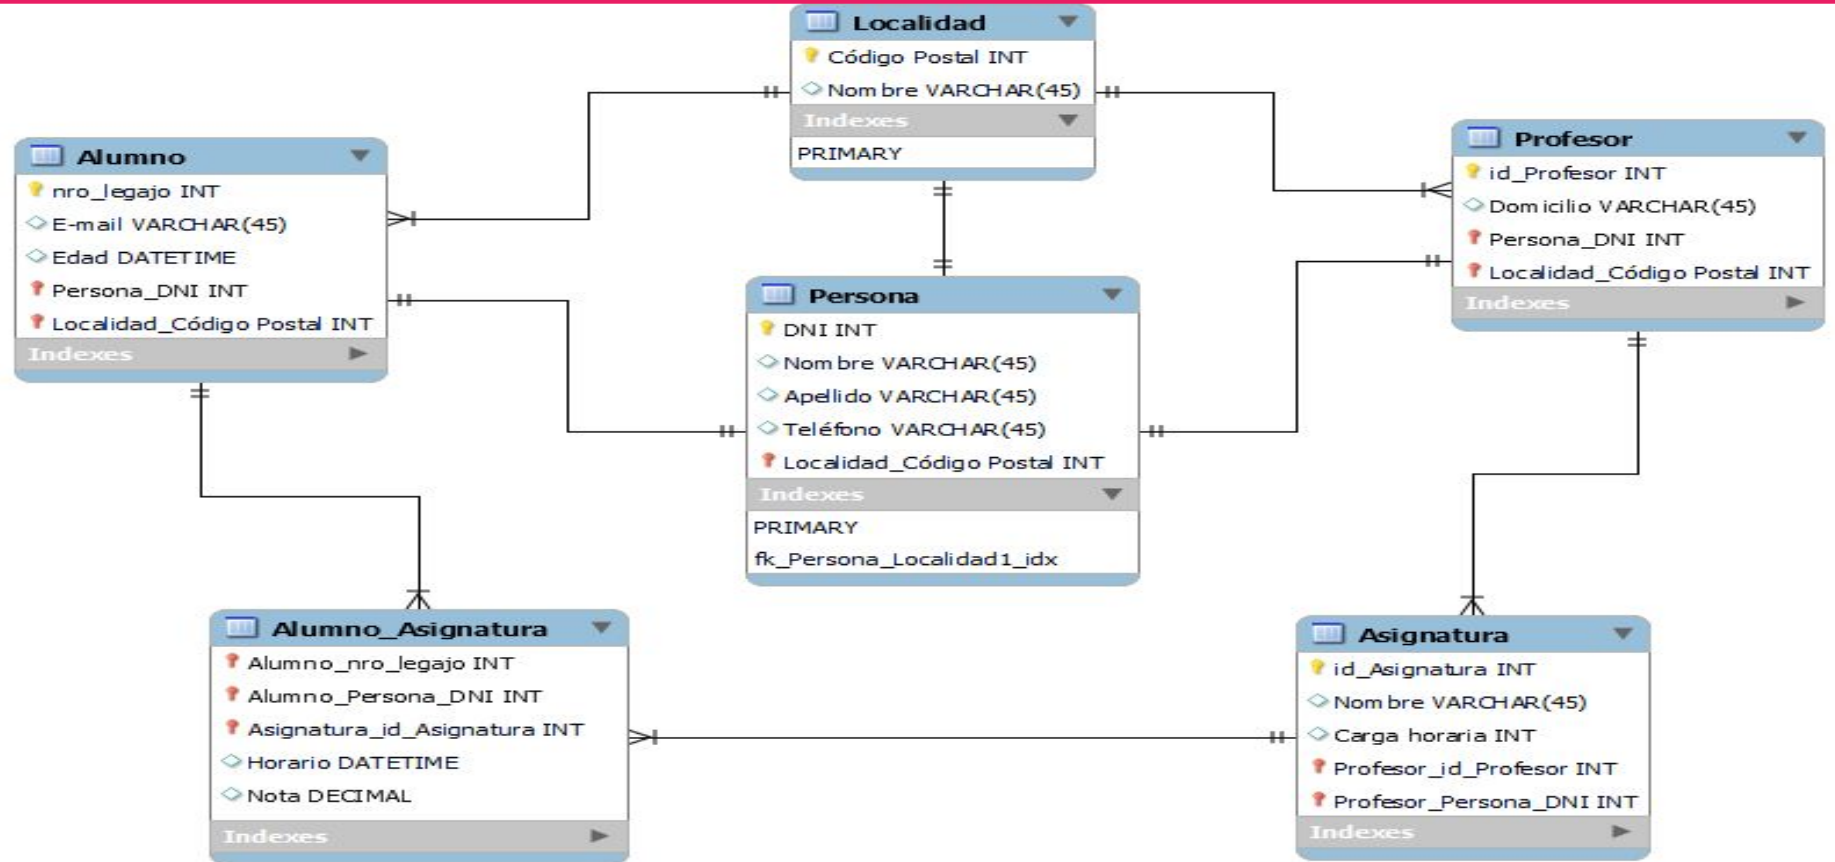 Localidad
Código Postal INT
Nombre VARCHAR(45)
Indexes
PRIMARY
Alumno
nro_legajo INT
E-mail VARCHAR(45)
Edad DATETIME
Persona_DNI INT
Localidad_Código Postal INT
Indexes
Profesor
id_Profesor INT
Domicilio VARCHAR(45)
Persona_DNI INT
Localidad_Código Postal INT
Indexes
Persona
DNI INT
Nombre VARCHAR(45)
Apellido VARCHAR(45)
Teléfono VARCHAR(45)
Localidad_Código Postal INT
Indexes
PRIMARY
fk_Persona_Localidad1_idx
Alumno_Asignatura
Alumno_nro_legajo INT
Alumno_Persona_DNI INT
Asignatura_id_Asignatura INT
Horario DATETIME
Nota DECIMAL
Indexes
Asignatura
id_Asignatura INT
Nombre VARCHAR(45)
Carga horaria INT
Profesor_id_Profesor INT
Profesor_Persona_DNI INT
Indexes